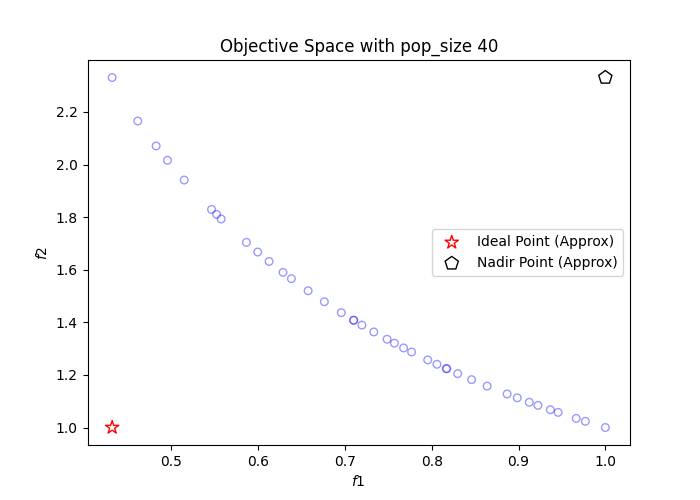 Objective Space with pop_size 40
f2
2.2
2.0
1.8
1.6
1.4
1.2
1.0
Ideal Point (Approx)
Nadir Point (Approx)
0.5 0.6 0.7 0.8 0.9 1.0
f1